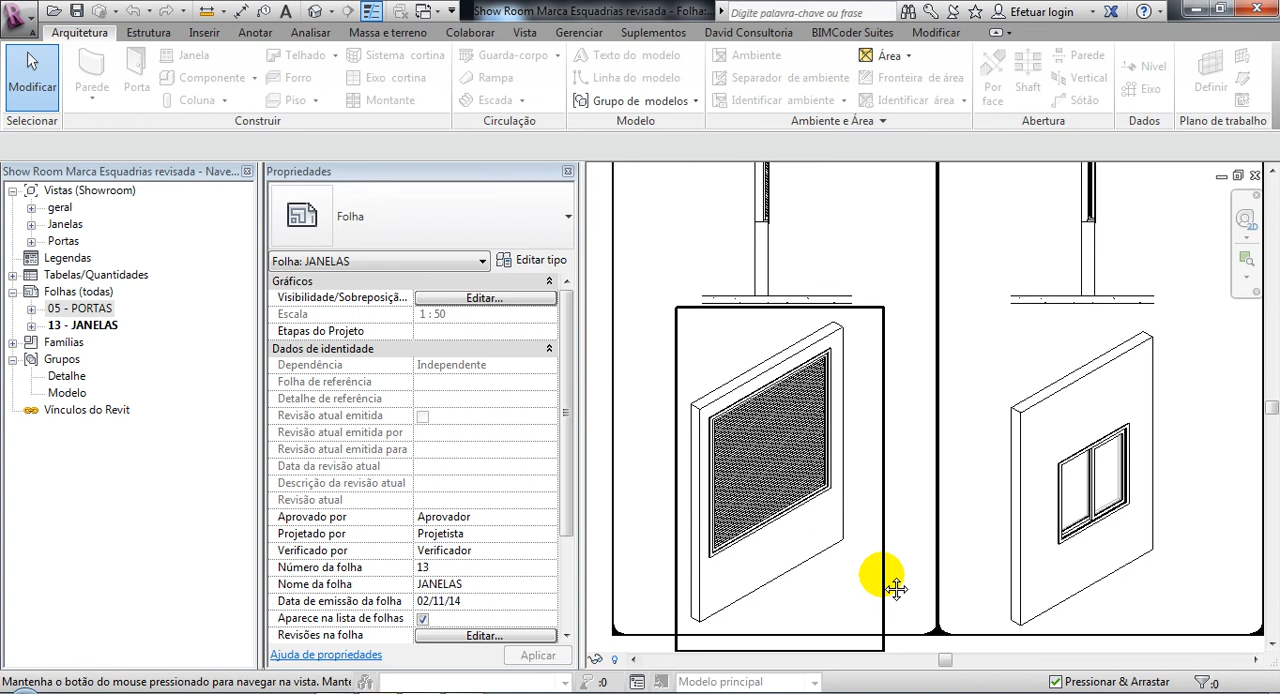 Show Room Marca Esquadrias revisada - Folha:...
Digite palavra-chave ou frase
Efetuar login
Arquitetura
Estrutura
Inserir
Anotar
Analisar
Massa e terreno
Colaborar
Vista
Gerenciar
Suplementos
David Consultoria
BIMCoder Suites
Modificar
Modificar
Parede
Porta
Janela
Componente
Coluna
Telhado
Forro
Piso
Sistema cortina
Eixo cortina
Montante
Guarda-corpo
Rampa
Escada
Texto do modelo
Linha do modelo
Grupo de modelos
Ambiente
Separador de ambiente
Identificar ambiente
Área
Fronteira de área
Identificar área
Por
face
Shaft
Parede
Vertical
Sótão
Nível
Eixo
Definir
Selecionar
Construir
Circulação
Modelo
Ambiente e Área
Abertura
Dados
Plano de trabalho
Show Room Marca Esquadrias revisada - Nave...
Vistas (Showroom)
geral
Janelas
Portas
Legendas
Tabelas/Quantidades
Folhas (todas)
05 - PORTAS
13 - JANELAS
Famílias
Grupos
Detalhe
Modelo
Vínculos do Revit
Propriedades
Folha
Folha: JANELAS
Editar tipo
Gráficos
Visibilidade/Sobreposiçã... Editar...
Escala 1 : 50
Etapas do Projeto
Dados de identidade
Dependência Independente
Folha de referência
Detalhe de referência
Revisão atual emitida
Revisão atual emitida por
Revisão atual emitida para
Data da revisão atual
Descrição da revisão atual
Revisão atual
Aprovado por Aprovador
Projetado por Projetista
Verificado por Verificador
Número da folha 13
Nome da folha JANELAS
Data de emissão da folha 02/11/14
Aparece na lista de folhas
Revisões na folha Editar...
Ajuda de propriedades
Aplicar
2D
Mantenha o botão do mouse pressionado para navegar na vista. Mante
:0
Modelo principal
Pressionar & Arrastar
:0